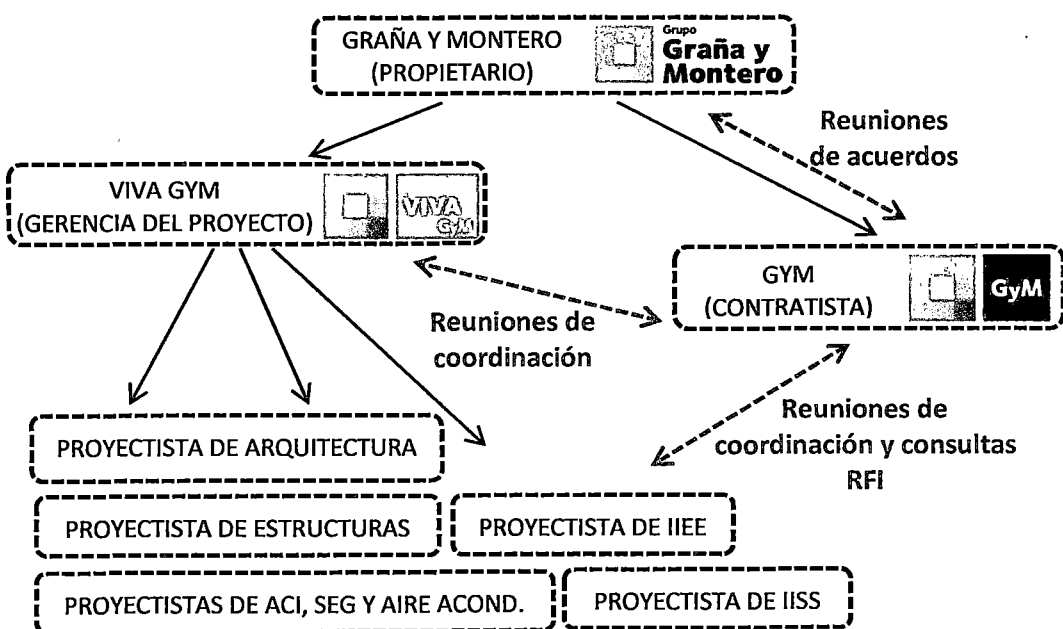 GRAÑA Y MONTERO
(PROPIETARIO)
Grupo
Graña y
Montero
Reuniones
de acuerdos
VIVA GYM
(GERENCIA DEL PROYECTO)
VIVA
GyM
GYM
(CONTRATISTA)
GyM
Reuniones de
coordinación
Reuniones de
coordinación y consultas
RFI
PROYECTISTA DE ARQUITECTURA
PROYECTISTA DE ESTRUCTURAS
PROYECTISTA DE IIEE
PROYECTISTAS DE ACI, SEG Y AIRE ACOND.
PROYECTISTA DE IISS